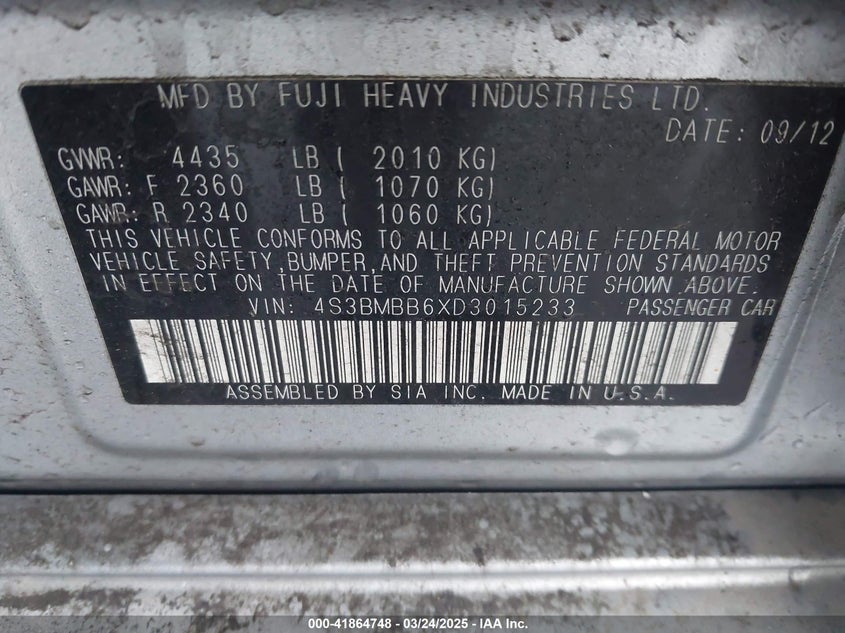 MFD BY FUJI HEAVY INDUSTRIES LTD.
DATE: 09/12
GVWR: 4435 LB ( 2010 KG)
GAWR: F 2360 LB ( 1070 KG)
GAWR: R 2340 LB ( 1060 KG)
THIS VEHICLE CONFORMS TO ALL APPLICABLE FEDERAL MOTOR
VEHICLE SAFETY,BUMPER,AND THEFT PREVENTION STANDARDS
IN EFFECT ON THE DATE OF MANUFACTURE SHOWN ABOVE.
VIN: 4S3BMBB6XD3015233 PASSENGER CAR
ASSEMBLED BY SIA INC. MADE IN U.S.A.
000-41864748 — 03/24/2025 — IAA Inc.